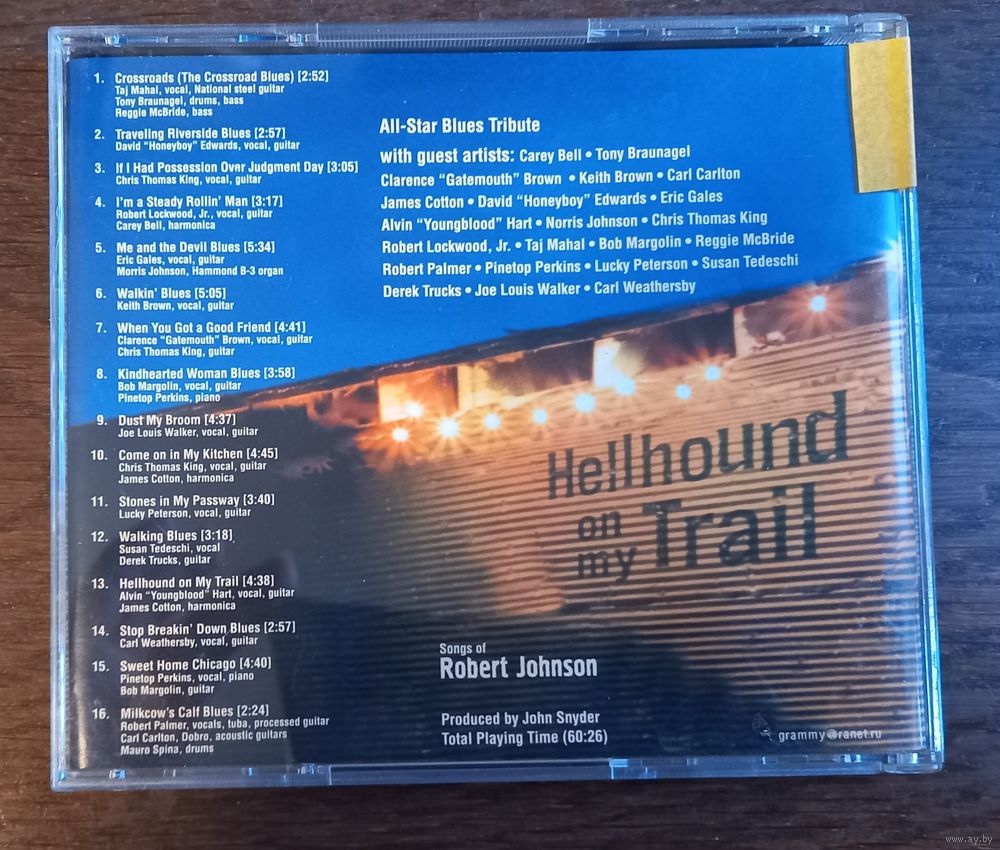 1. Crossroads (The Crossroad Blues) [2:52]
Taj Mahal, vocal, National steel guitar
Tony Braunagel, drums, bass
Reggie McBride, bass
2. Traveling Riverside Blues [2:57]
David "Honeyboy" Edwards, vocal, guitar
3. If I Had Possession Over Judgment Day [3:05]
Chris Thomas King, vocal, guitar
4. I'm a Steady Rollin' Man [3:17]
Robert Lockwood, Jr., vocal, guitar
Carey Bell, harmonica
5. Me and the Devil Blues [5:34]
Eric Gales, vocal, guitar
Morris Johnson, Hammond B-3 organ
6. Walkin' Blues [5:05]
Keith Brown, vocal, guitar
7. When You Got a Good Friend [4:41]
Clarence "Gatemouth" Brown, vocal, guitar
Chris Thomas King, guitar
8. Kindhearted Woman Blues [3:58]
Bob Margolin, vocal, guitar
Pinetop Perkins, piano
9. Dust My Broom [4:37]
Joe Louis Walker, vocal, guitar
10. Come on in My Kitchen [4:45]
Chris Thomas King, vocal, guitar
James Cotton, harmonica
11. Stones in My Passway [3:40]
Lucky Peterson, vocal, guitar
12. Walking Blues [3:18]
Susan Tedeschi, vocal
Derek Trucks, guitar
13. Hellhound on My Trail [4:38]
Alvin "Youngblood" Hart, vocal, guitar
James Cotton, harmonica
14. Stop Breakin' Down Blues [2:57]
Carl Weathersby, vocal, guitar
15. Sweet Home Chicago [4:40]
Pinetop Perkins, vocal, piano
Bob Margolin, guitar
16. Milkcow's Calf Blues [2:24]
Robert Palmer, vocals, tuba, processed guitar
Carl Carlton, Dobro, acoustic guitars
Mauro Spina, drums
All-Star Blues Tribute
with guest artists: Carey Bell • Tony Braunagel
Clarence "Gatemouth" Brown • Keith Brown • Carl Carlton
James Cotton • David "Honeyboy" Edwards • Eric Gales
Alvin "Youngblood" Hart • Norris Johnson • Chris Thomas King
Robert Lockwood, Jr. • Taj Mahal • Bob Margolin • Reggie McBride
Robert Palmer • Pinetop Perkins • Lucky Peterson • Susan Tedeschi
Derek Trucks • Joe Louis Walker • Carl Weathersby
Hellhound
on
my Trail
Songs of
Robert Johnson
Produced by John Snyder
Total Playing Time (60:26)
grammy@ranet.ru
www.ay.by